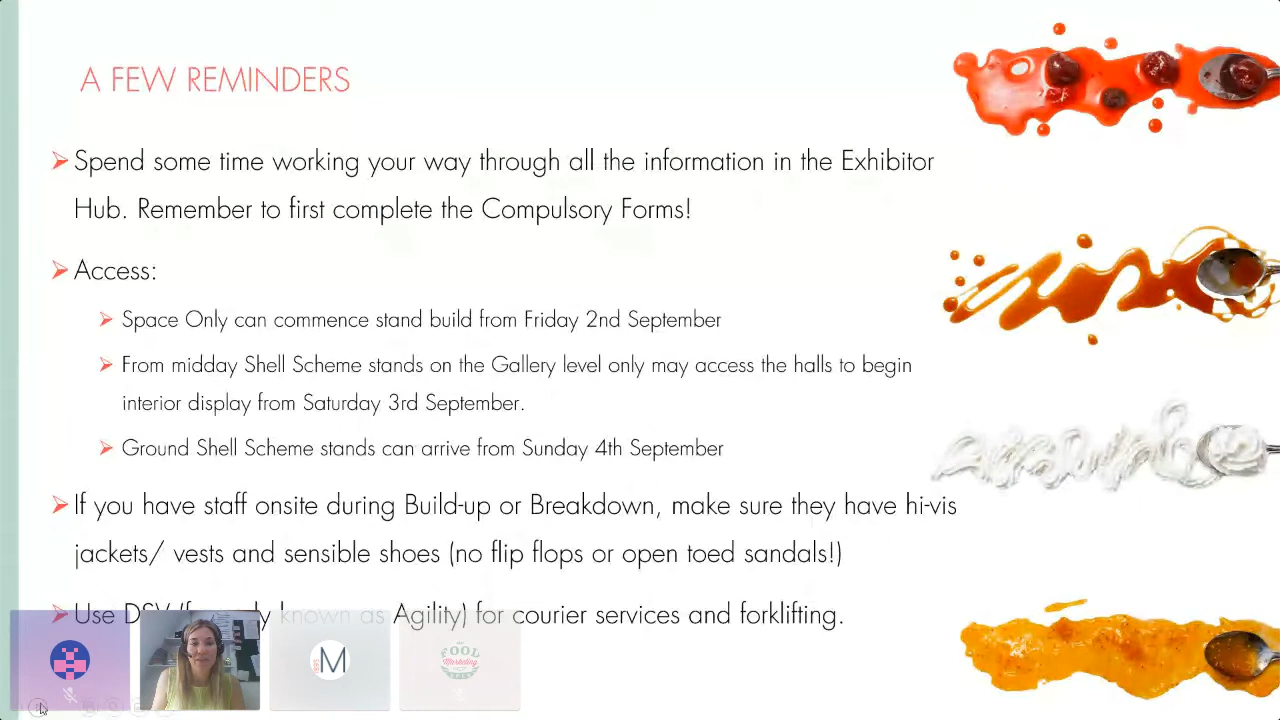 A FEW REMINDERS
Spend some time working your way through all the information in the Exhibitor
Hub. Remember to first complete the Compulsory Forms!
Access:
Space Only can commence stand build from Friday 2nd September
From midday Shell Scheme stands on the Gallery level only may access the halls to begin
interior display from Saturday 3rd September.
Ground Shell Scheme stands can arrive from Sunday 4th September
If you have staff onsite during Build-up or Breakdown, make sure they have hi-vis
jackets/ vests and sensible shoes (no flip flops or open toed sandals!)
Use known as Agility) for courier services and forklifting.
M
Marketing